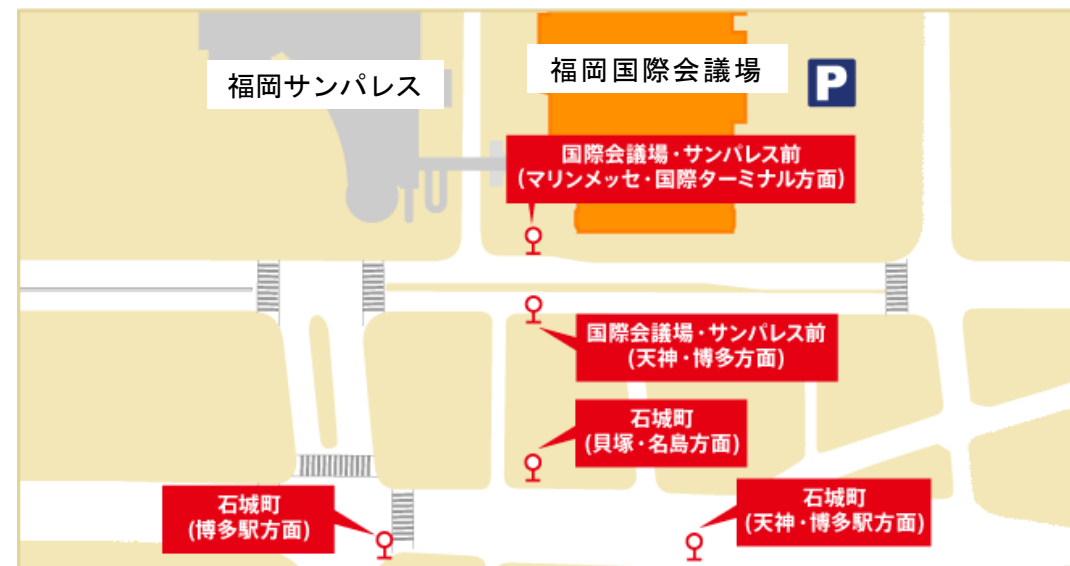 福岡サンパレス
福岡国際会議場
P
国際会議場・サンパレス前
(マリンメッセ・国際ターミナル方面)
国際会議場・サンパレス前
(天神・博多方面)
石城町
(貝塚・名島方面)
石城町
(博多駅方面)
石城町
(天神・博多駅方面)